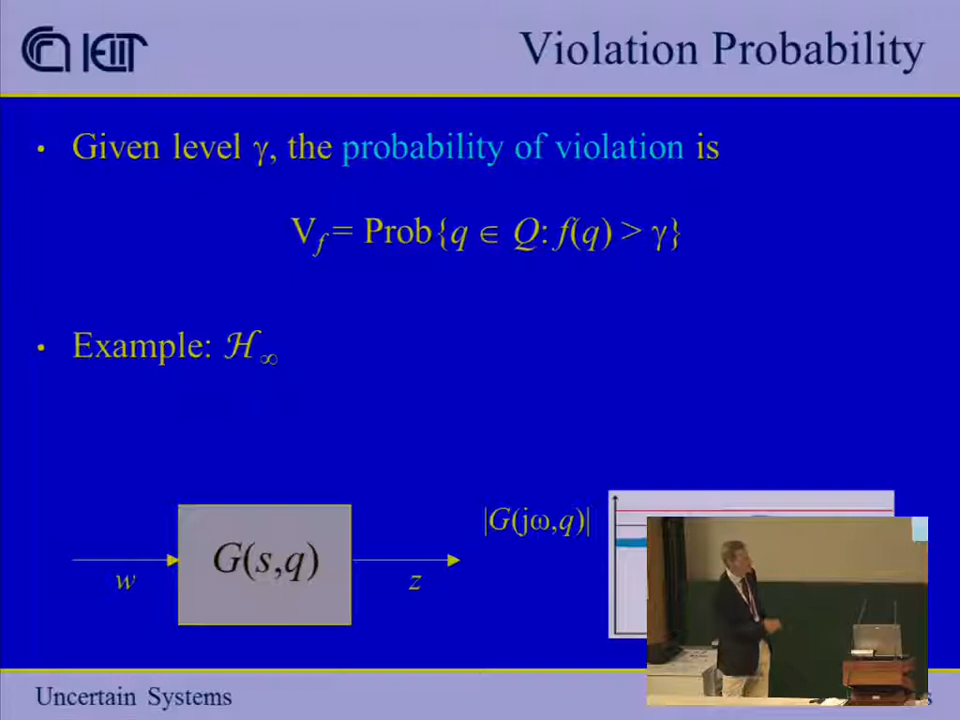 IEIIT
Violation Probability
• Given level γ, the probability of violation is
V_f = Prob{q ∈ Q: f(q) > γ}
• Example: ℋ∞
|G(jω,q)|
G(s,q)
w
z
Uncertain Systems